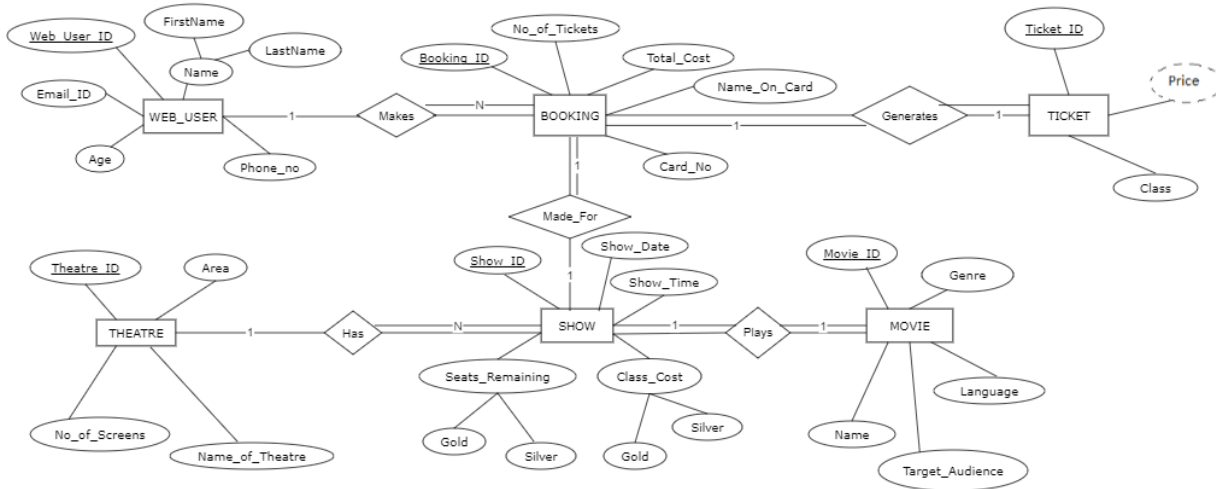 FirstName
No_of_Tickets
Ticket_ID
Web_User_ID
LastName
Booking_ID
Total_Cost
Name
Price
Email_ID
Name_On_Card
WEB_USER
1
Makes
N
BOOKING
1
Generates
1
TICKET
Age
Phone_no
1
Card_No
Class
Made_For
Theatre_ID
Area
Show_ID
Show_Date
Movie_ID
Genre
1
Show_Time
THEATRE
1
Has
N
SHOW
1
Plays
1
MOVIE
Seats_Remaining
Class_Cost
Language
No_of_Screens
Name_of_Theatre
Gold
Silver
Gold
Silver
Name
Target_Audience